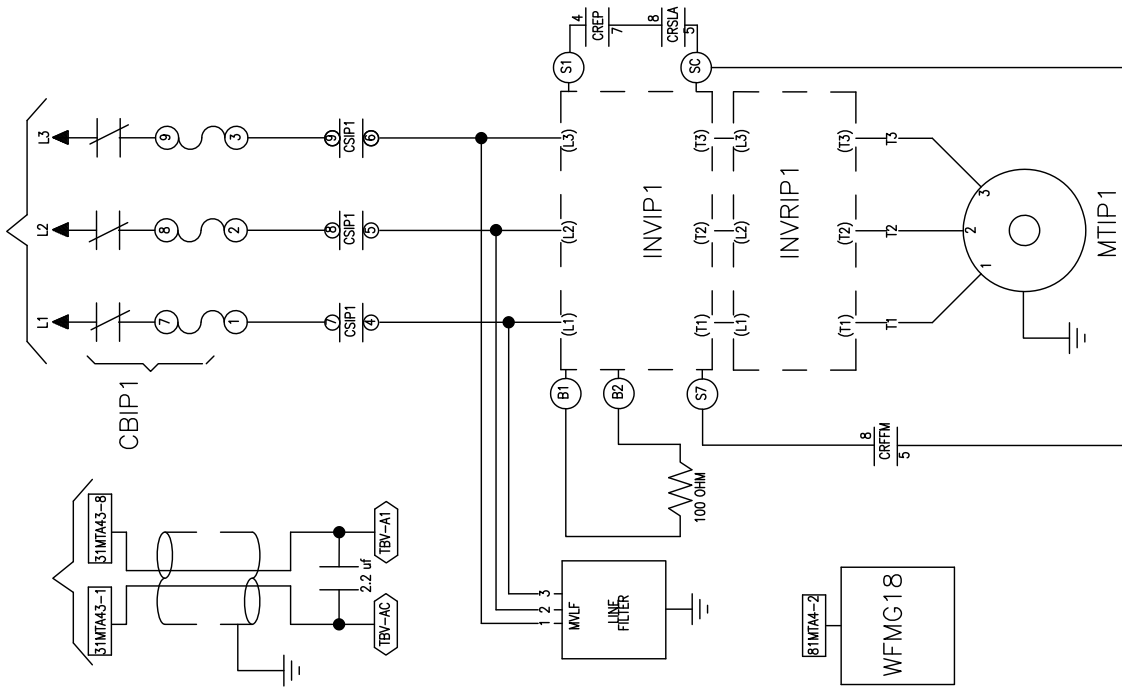 L1
L2
L3
7
8
9
1
2
3
CBIP1
7
CSIP1
4
8
CSIP1
5
9
CSIP1
6
31MTA43-1
31MTA43-8
2.2 uf
TBV-AC
TBV-A1
S1
4
CREP
7
8
CRSLA
5
SC
(L1)
(L2)
(L3)
INVIP1
B1
B2
S7
(T1)
(T2)
(T3)
(L1)
(L2)
(L3)
INVRIP1
(T1)
(T2)
(T3)
T1
T2
T3
1
2
3
MTIP1
100 OHM
8
CRFFM
5
1
2
3
MVLF
LINE
FILTER
81MTA4-2
WFMG18